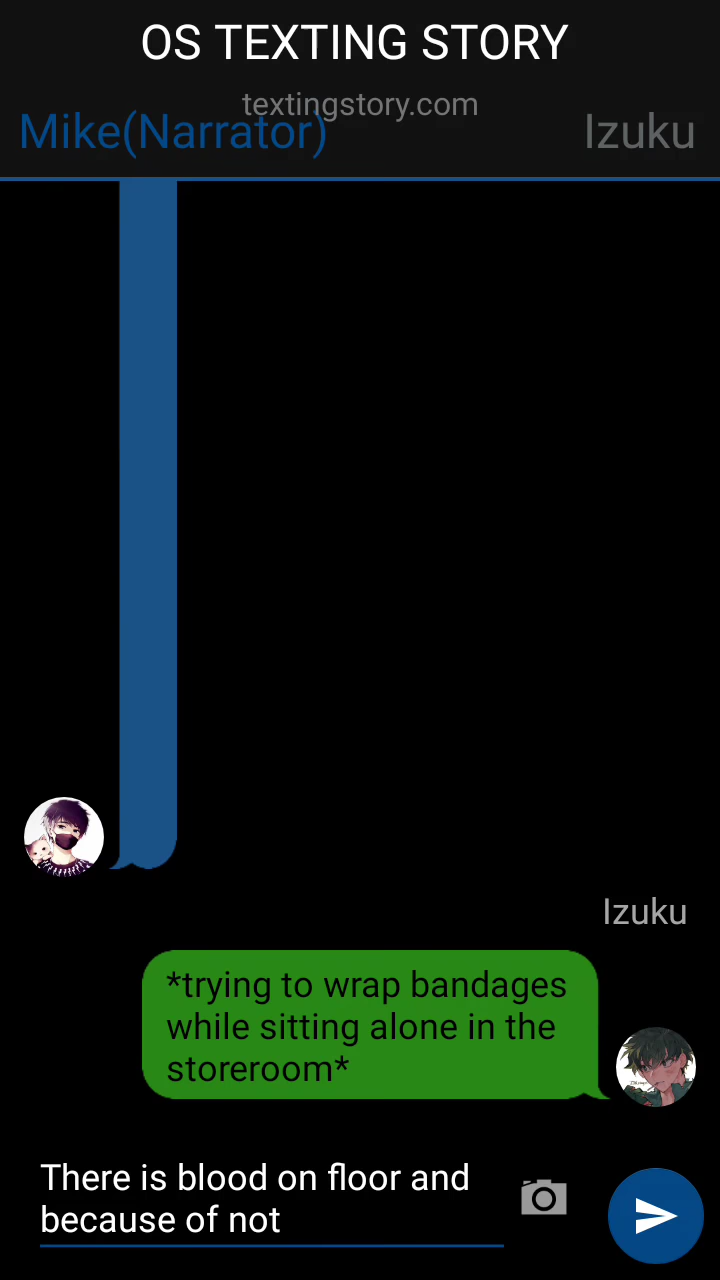 OS TEXTING STORY
textingstory.com
Mike(Narrator)
Izuku
Izuku
*trying to wrap bandages
while sitting alone in the
storeroom*
There is blood on floor and
because of not